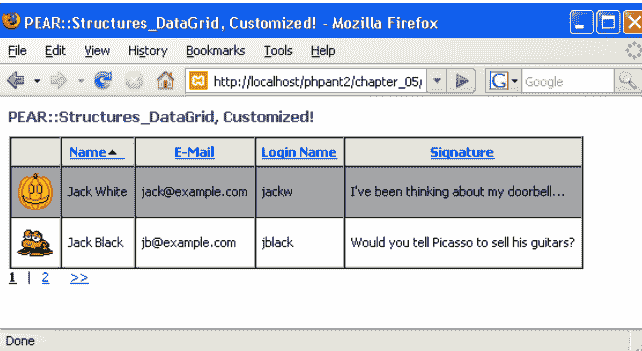 PEAR::Structures_DataGrid, Customized! - Mozilla Firefox
File Edit View History Bookmarks Tools Help
http://localhost/phpant2/chapter_05/ G Google
PEAR::Structures_DataGrid, Customized!
Name E-Mail Login Name Signature
Jack White jack@example.com jackw I've been thinking about my doorbell...
Jack Black jb@example.com jblack Would you tell Picasso to sell his guitars?
1 | 2 >>
Done